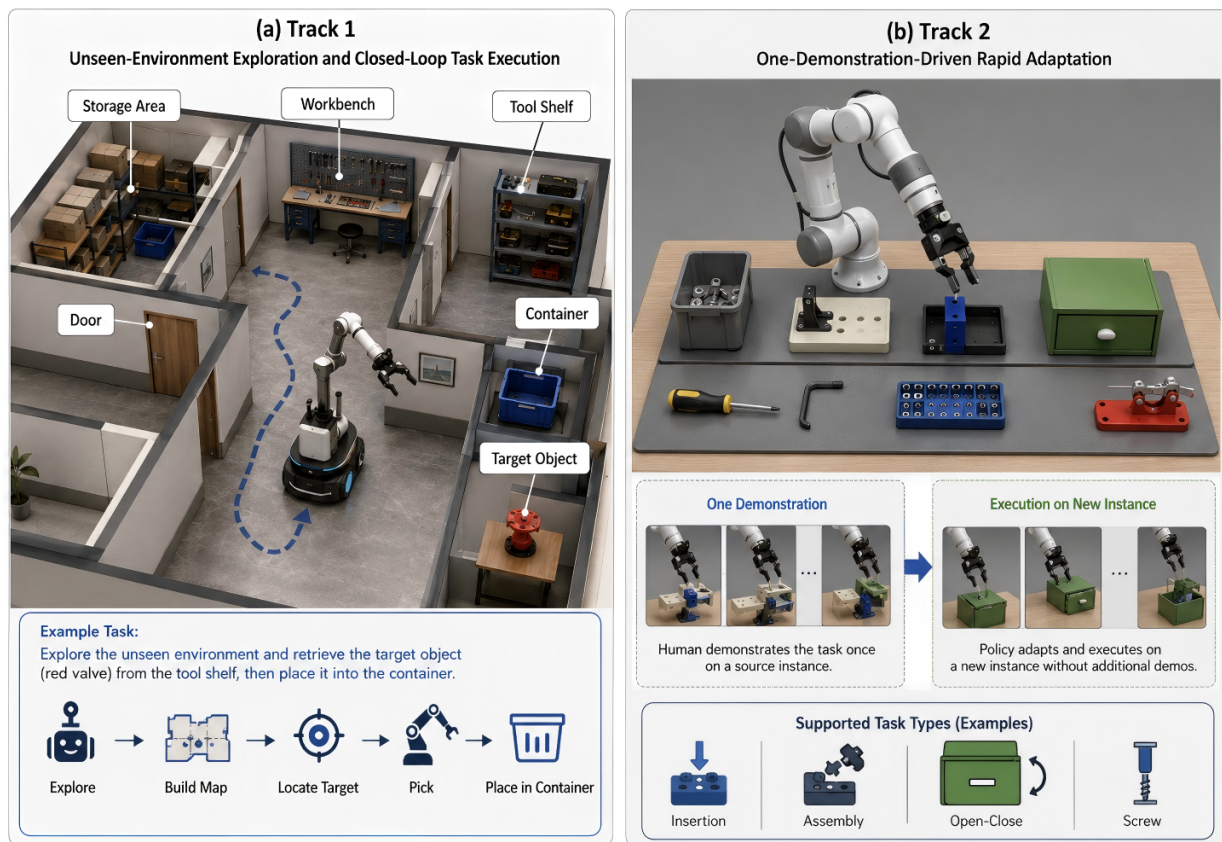 (a) Track 1
Unseen-Environment Exploration and Closed-Loop Task Execution
Storage Area
Workbench
Tool Shelf
Door
Container
Target Object
Example Task:
Explore the unseen environment and retrieve the target object
(red valve) from the tool shelf, then place it into the container.
Explore
Build Map
Locate Target
Pick
Place in Container
(b) Track 2
One-Demonstration-Driven Rapid Adaptation
One Demonstration
...
Human demonstrates the task once
on a source instance.
Execution on New Instance
...
Policy adapts and executes on
a new instance without additional demos.
Supported Task Types (Examples)
Insertion
Assembly
Open-Close
Screw